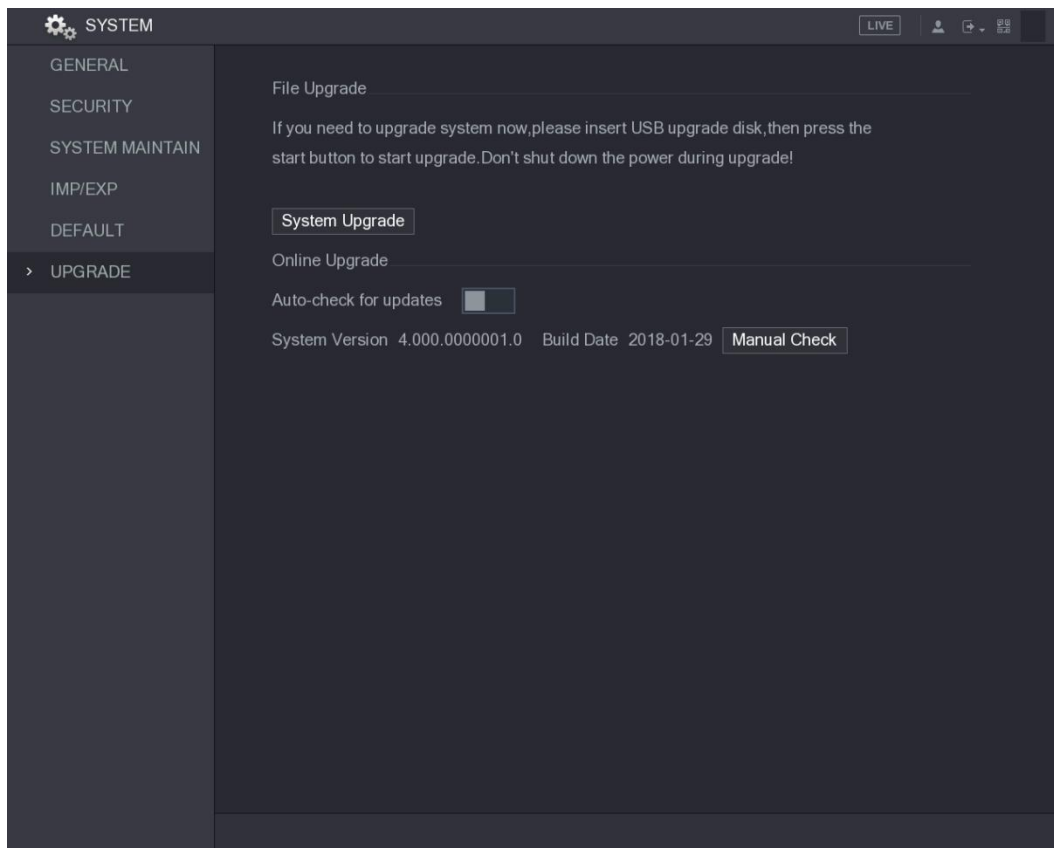 SYSTEM
LIVE
GENERAL
SECURITY
SYSTEM MAINTAIN
IMP/EXP
DEFAULT
UPGRADE
File Upgrade
If you need to upgrade system now,please insert USB upgrade disk,then press the
start button to start upgrade.Don't shut down the power during upgrade!
System Upgrade
Online Upgrade
Auto-check for updates
System Version 4.000.0000001.0 Build Date 2018-01-29 Manual Check